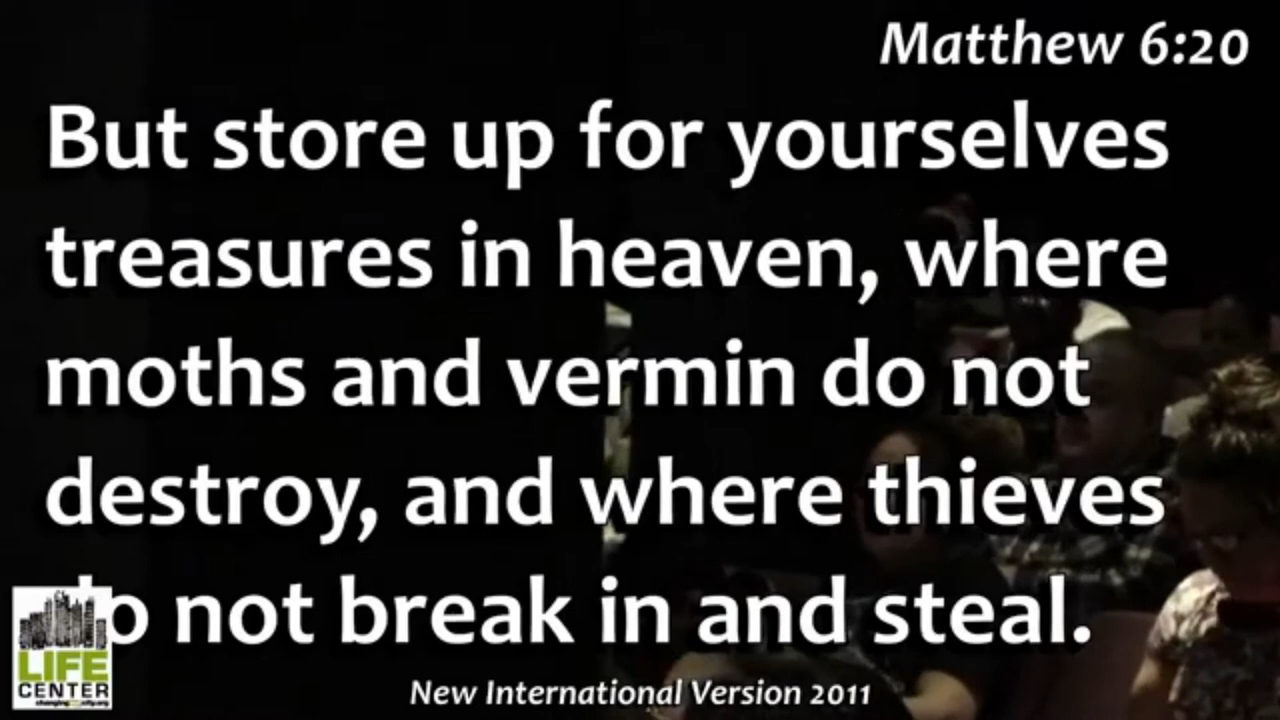 Matthew 6:20
But store up for yourselves
treasures in heaven, where
moths and vermin do not
destroy, and where thieves
do not break in and steal.
LIFE
CENTER
New International Version 2011